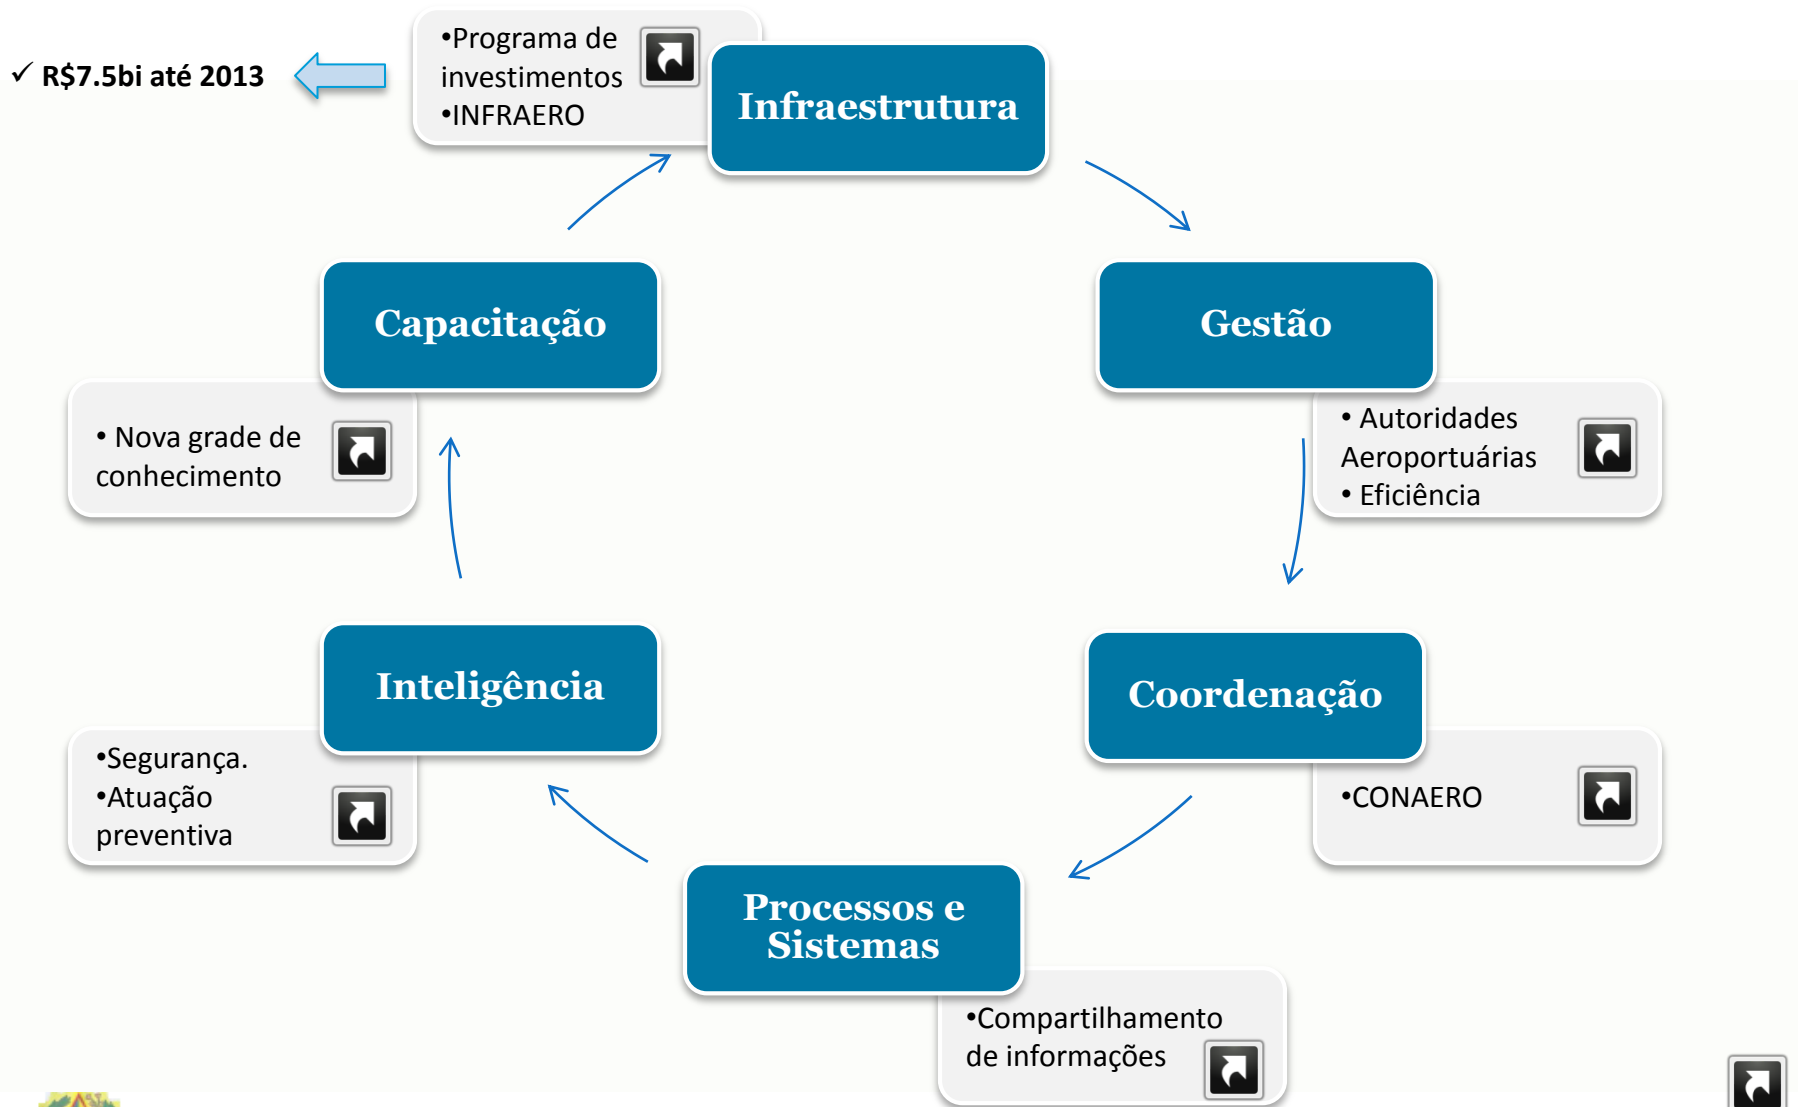 ✓ R$7.5bi até 2013
•Programa de
investimentos
•INFRAERO
Infraestrutura
Capacitação
Gestão
• Nova grade de
conhecimento
• Autoridades
Aeroportuárias
• Eficiência
Inteligência
Coordenação
•Segurança.
•Atuação
preventiva
•CONAERO
Processos e
Sistemas
•Compartilhamento
de informações